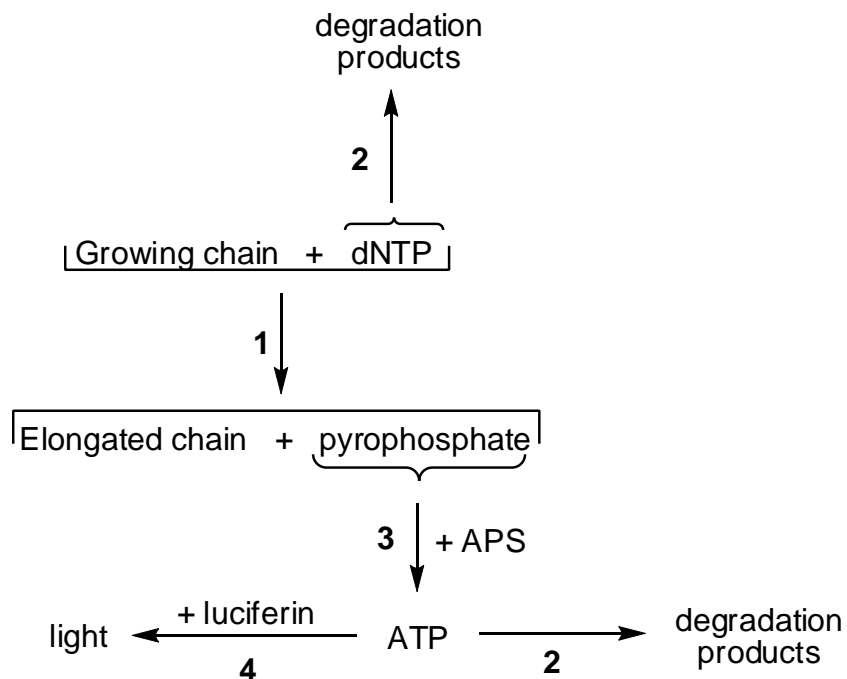 degradation
products
2
Growing chain + dNTP
1
Elongated chain + pyrophosphate
3 + APS
+ luciferin
light ATP degradation
products
4 2